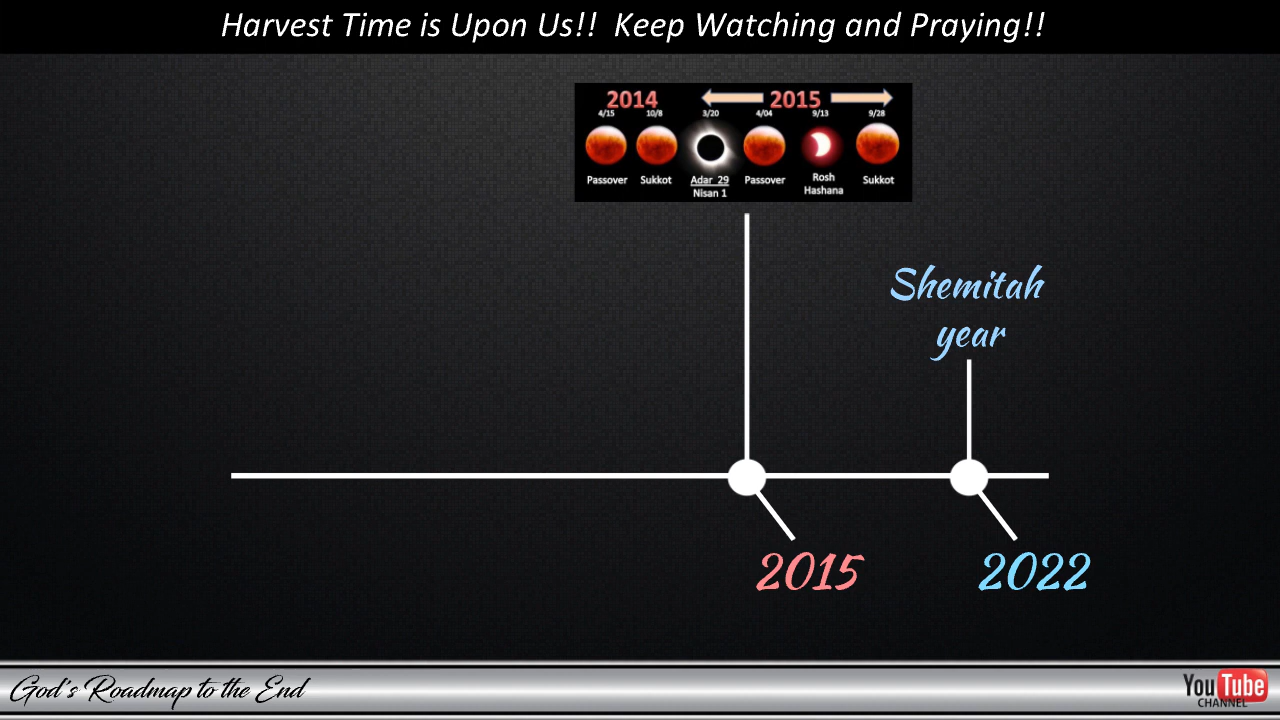 Harvest Time is Upon Us!! Keep Watching and Praying!!
2014 2015
4/15 10/8 3/20 4/04 9/13 9/28
Passover Sukkot Adar 29 Passover Rosh Sukkot
Nisan 1 Hashana
Shemitah
year
2015 2022
God's Roadmap to the End
YouTube
CHANNEL